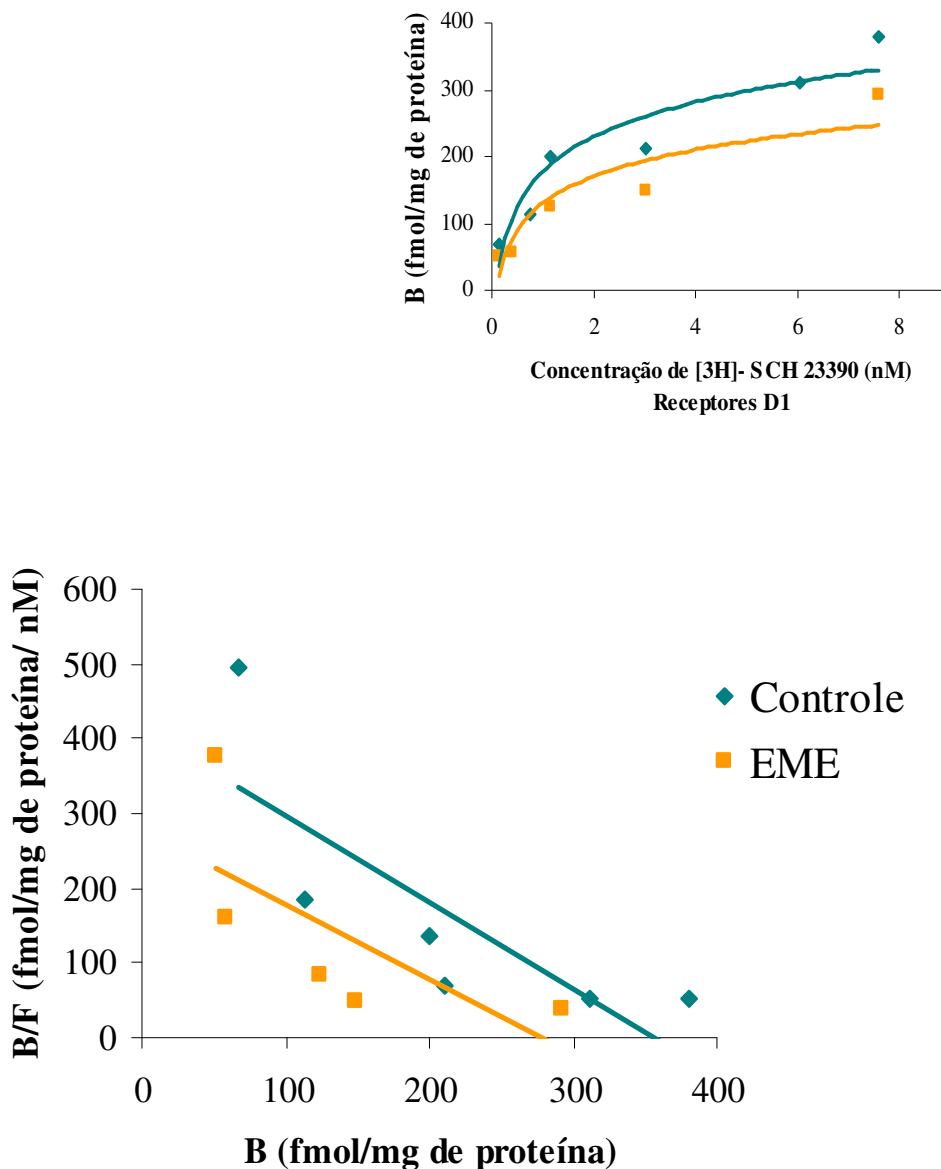 400
300
200
100
0
B (fmol/mg de proteína)
0 2 4 6 8
Concentração de [3H]- SCH 23390 (nM)
Receptores D1
600
500
400
300
200
100
0
B/F (fmol/mg de proteína/ nM)
Controle
EME
0 100 200 300 400
B (fmol/mg de proteína)